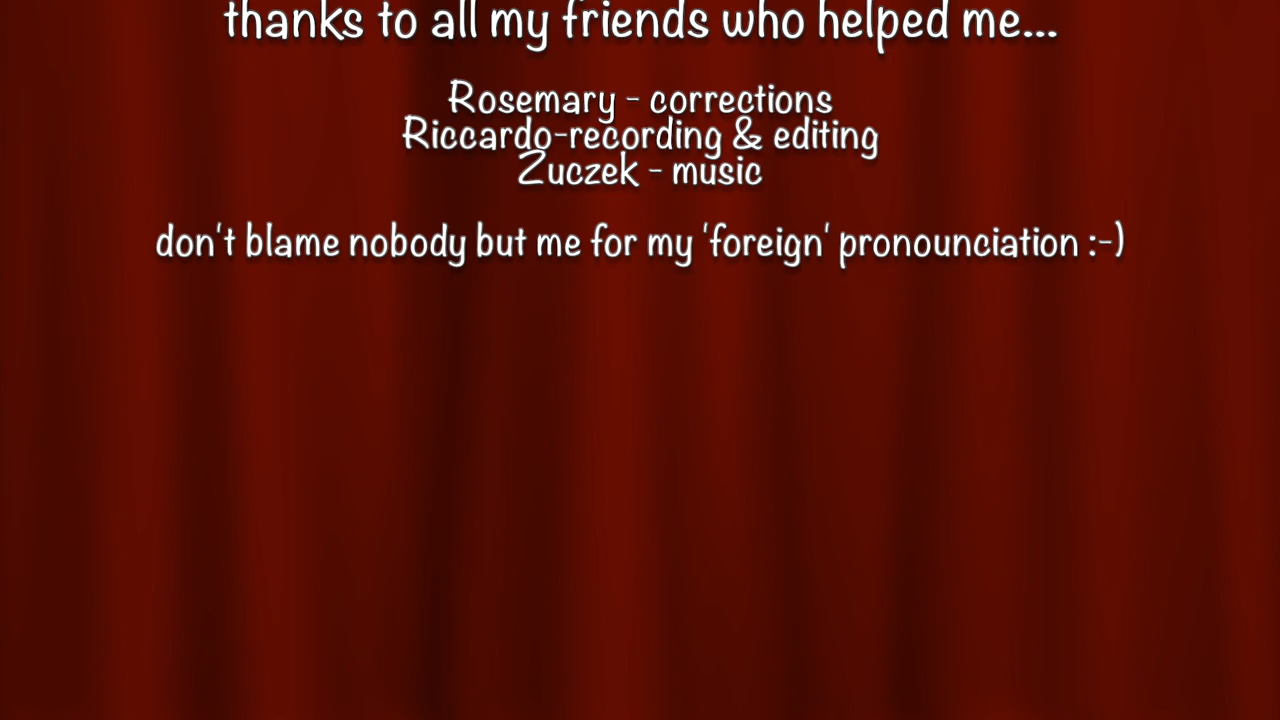 thanks to all my friends who helped me...
Rosemary - corrections
Riccardo-recording & editing
Zuczek - music
don't blame nobody but me for my 'foreign' pronounciation :-)